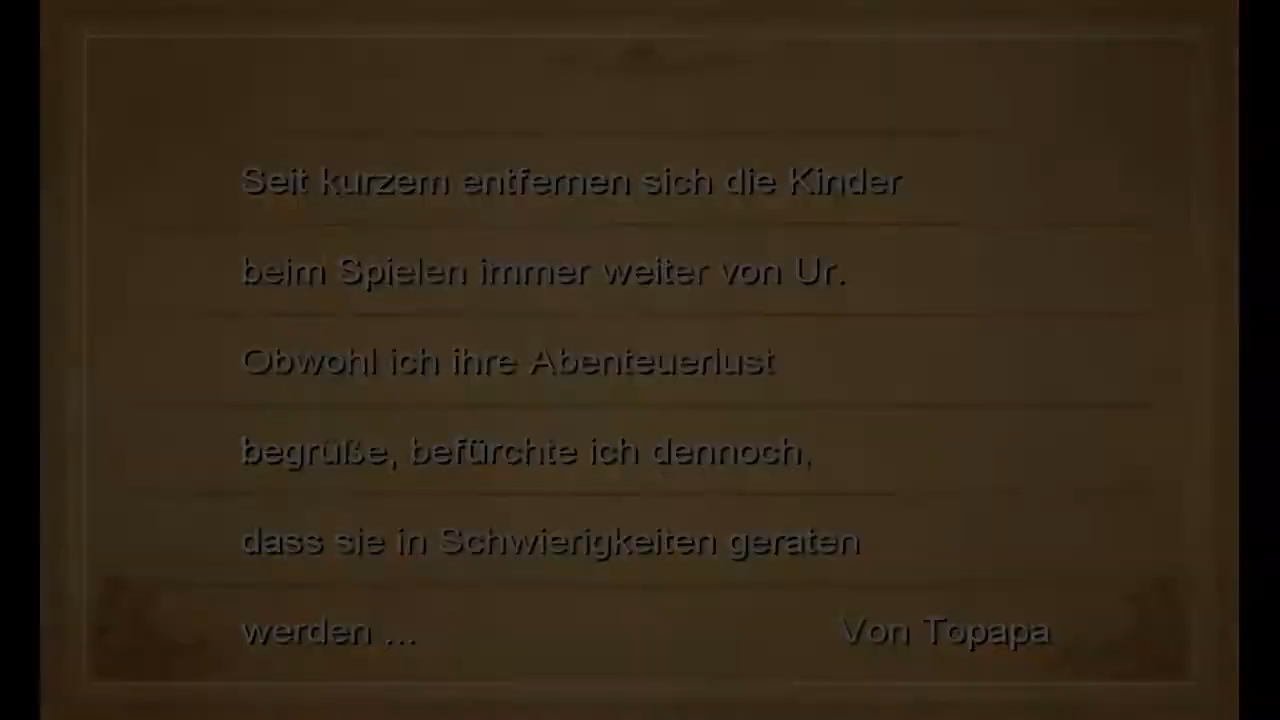 Seit kurzem entfernen sich die Kinder
beim Spielen immer weiter von Ur.
Obwohl ich ihre Abenteuerlust
begrüße, befürchte ich dennoch,
dass sie in Schwierigkeiten geraten
werden ... Von Topapa